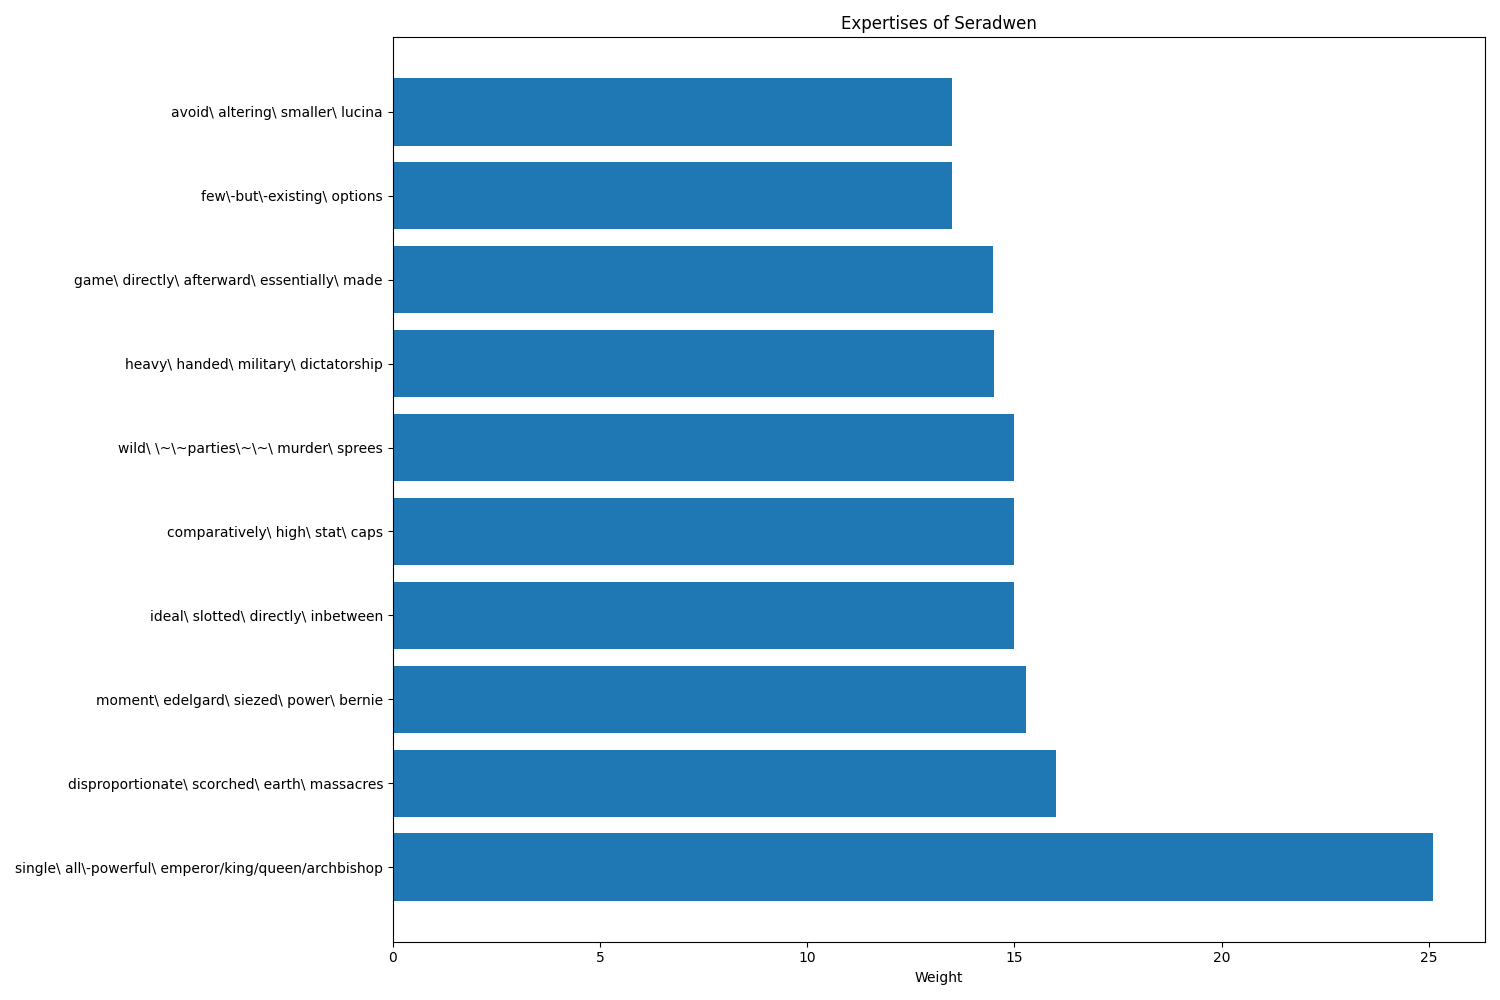 Expertises of Seradwen
avoid\ altering\ smaller\ lucina
few\-but\-existing\ options
game\ directly\ afterward\ essentially\ made
heavy\ handed\ military\ dictatorship
wild\ \~\~parties\~\~\ murder\ sprees
comparatively\ high\ stat\ caps
ideal\ slotted\ directly\ inbetween
moment\ edelgard\ siezed\ power\ bernie
disproportionate\ scorched\ earth\ massacres
single\ all\-powerful\ emperor/king/queen/archbishop
0 5 10 15 20 25
Weight